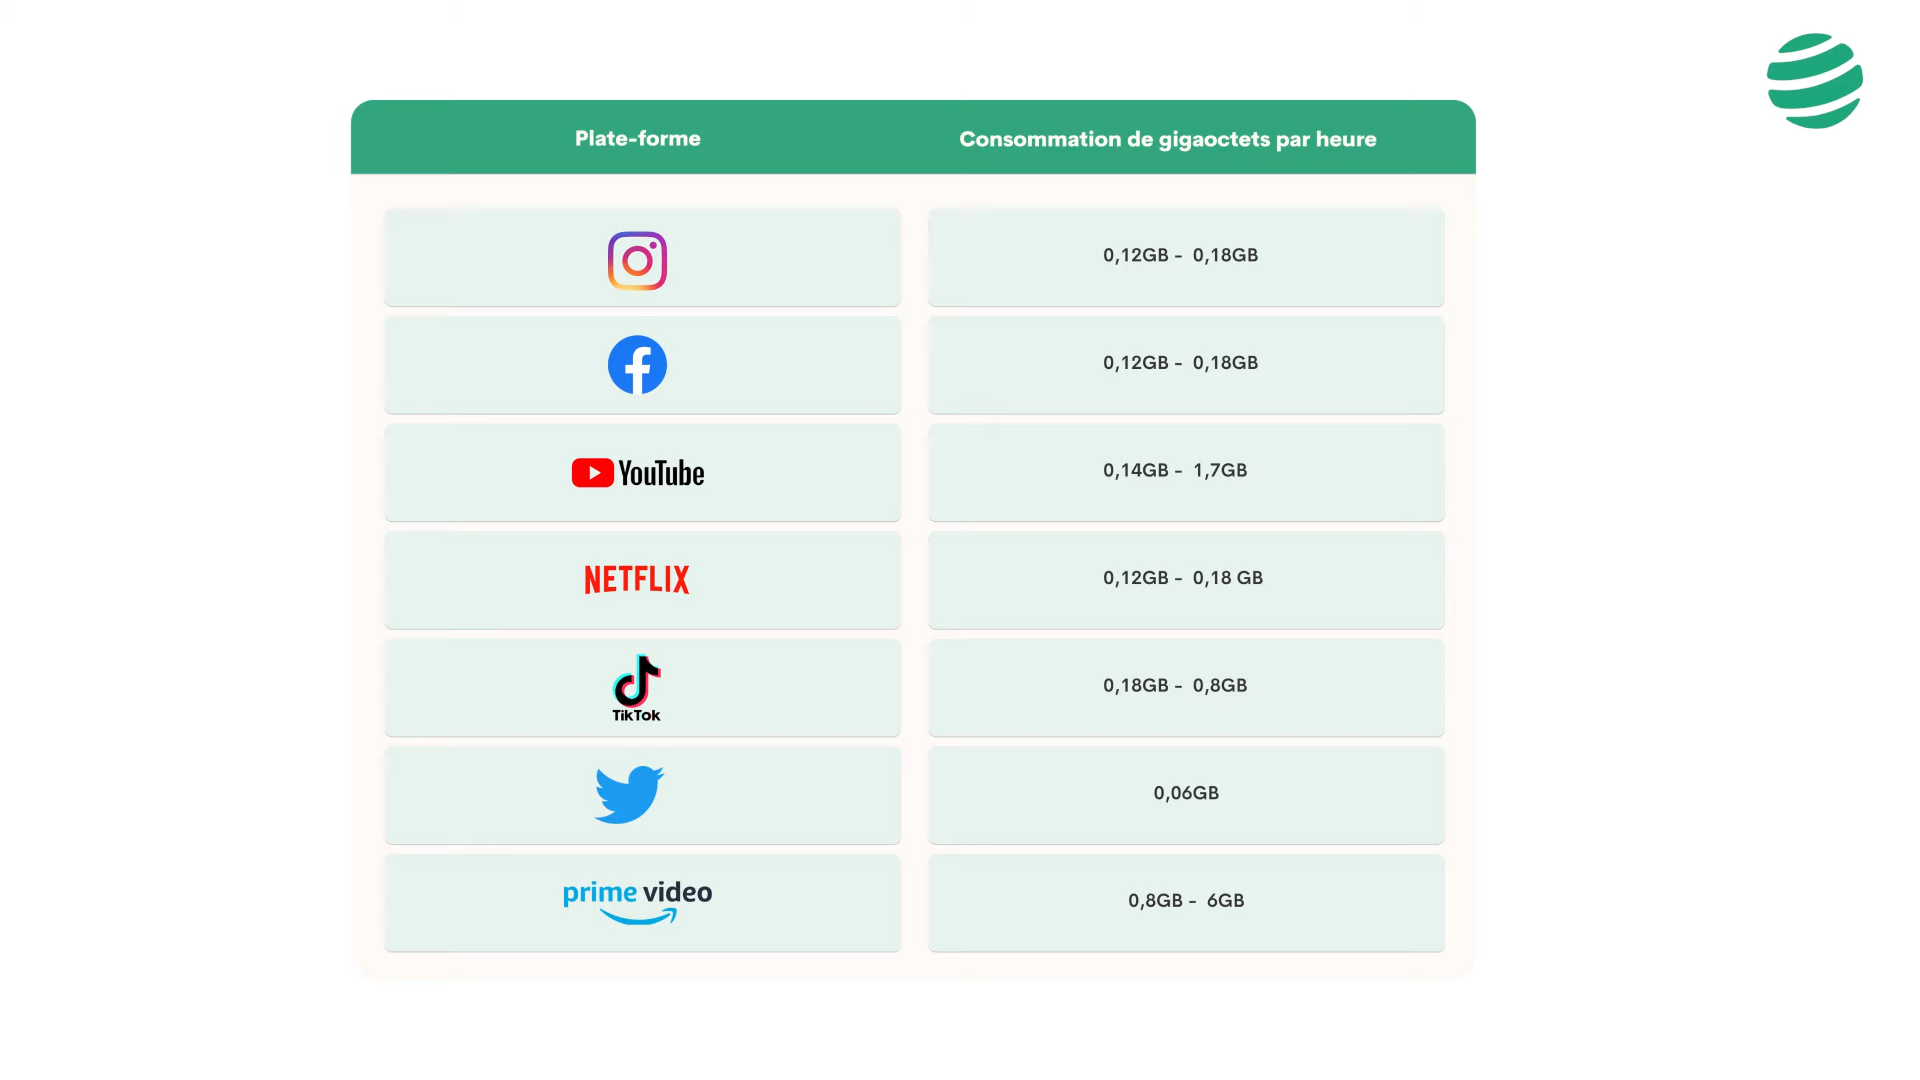 Plate-forme
Consommation de gigaoctets par heure
0,12GB - 0,18GB
0,12GB - 0,18GB
YouTube
0,14GB - 1,7GB
NETFLIX
0,12GB - 0,18 GB
TikTok
0,18GB - 0,8GB
0,06GB
prime video
0,8GB - 6GB